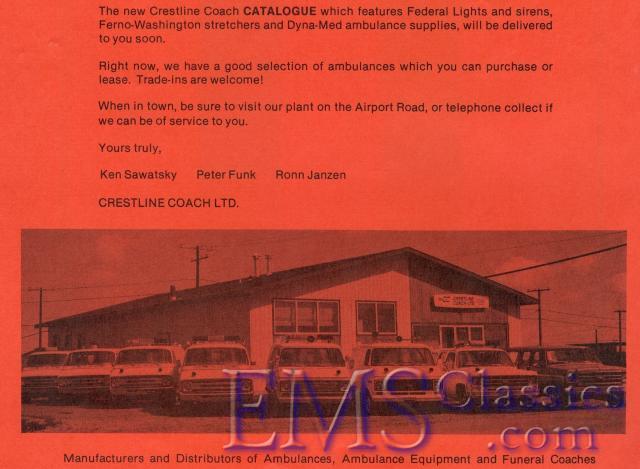 The new Crestline Coach CATALOGUE which features Federal Lights and sirens,
Ferno-Washington stretchers and Dyna-Med ambulance supplies, will be delivered
to you soon.
Right now, we have a good selection of ambulances which you can purchase or
lease. Trade-ins are welcome!
When in town, be sure to visit our plant on the Airport Road, or telephone collect if
we can be of service to you.
Yours truly,
Ken Sawatsky Peter Funk Ronn Janzen
CRESTLINE COACH LTD.
CRESTLINE
COACH LTD.
EMSClassics
.com
Manufacturers and Distributors of Ambulances, Ambulance Equipment and Funeral Coaches